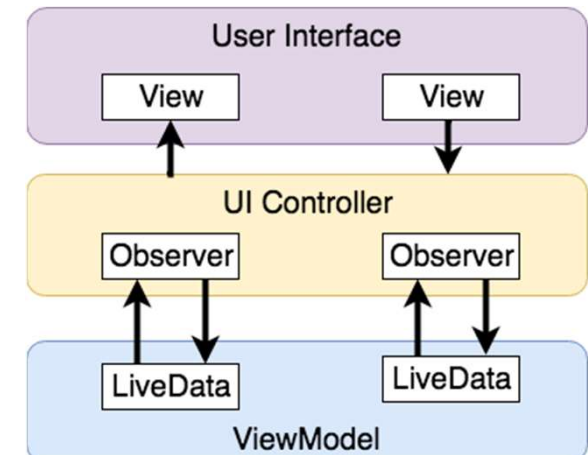 User Interface
View
View
UI Controller
Observer
Observer
LiveData
LiveData
ViewModel